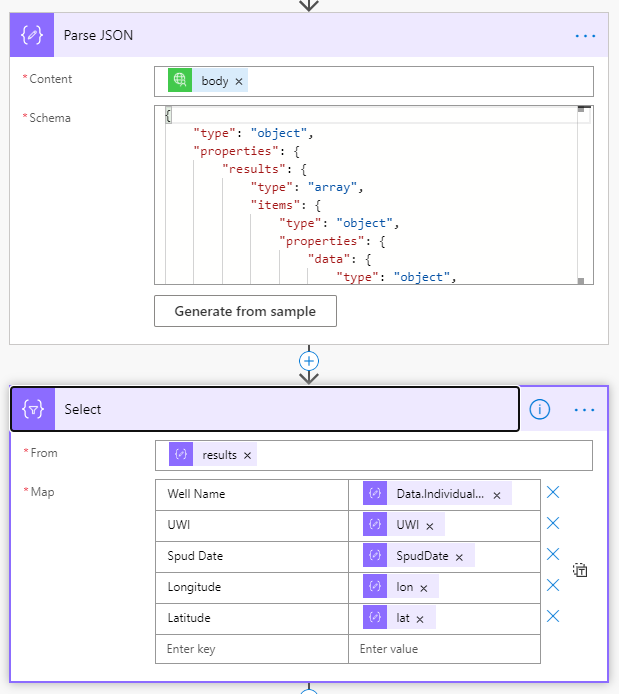 Parse JSON
* Content
body ×
* Schema
{
"type": "object",
"properties": {
"results": {
"type": "array",
"items": {
"type": "object",
"properties": {
"data": {
"type": "object",
Generate from sample
Select
* From
results ×
* Map
Well Name Data.Individual... ×
UWI UWI ×
Spud Date SpudDate ×
Longitude lon ×
Latitude lat ×
Enter key Enter value